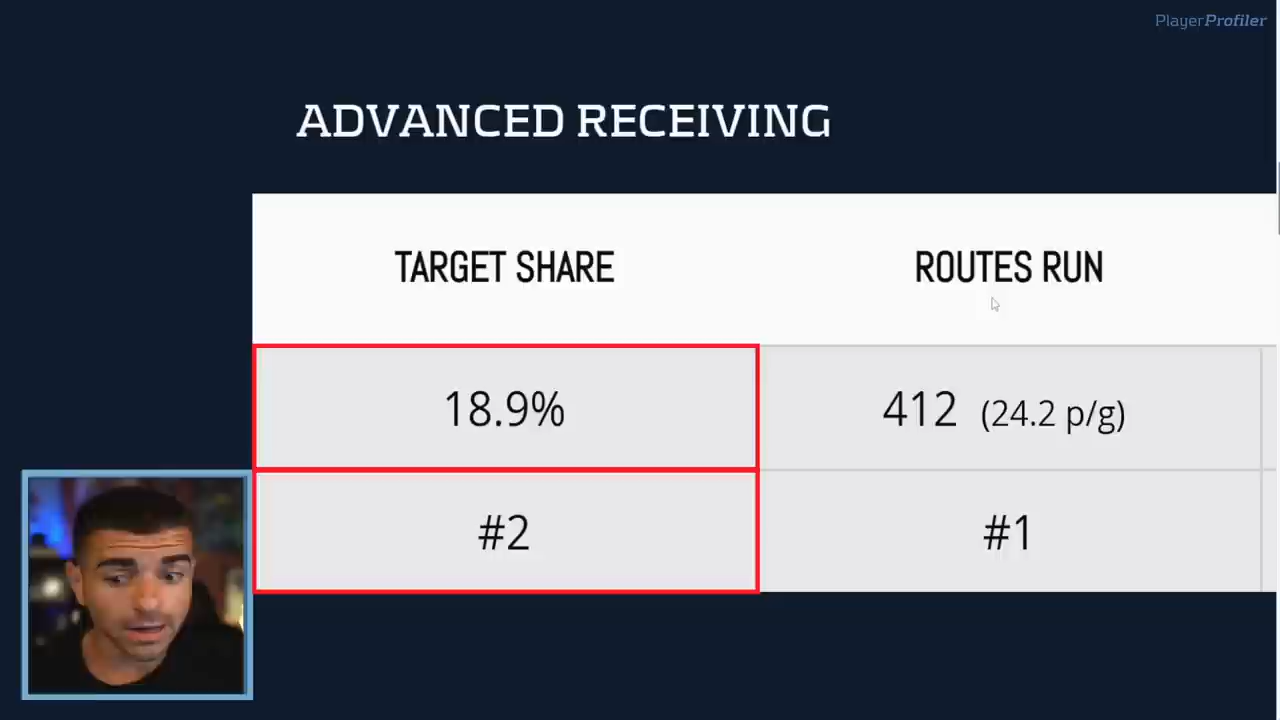 PlayerProfiler
ADVANCED RECEIVING
TARGET SHARE ROUTES RUN
18.9% 412 (24.2 p/g)
#2 #1